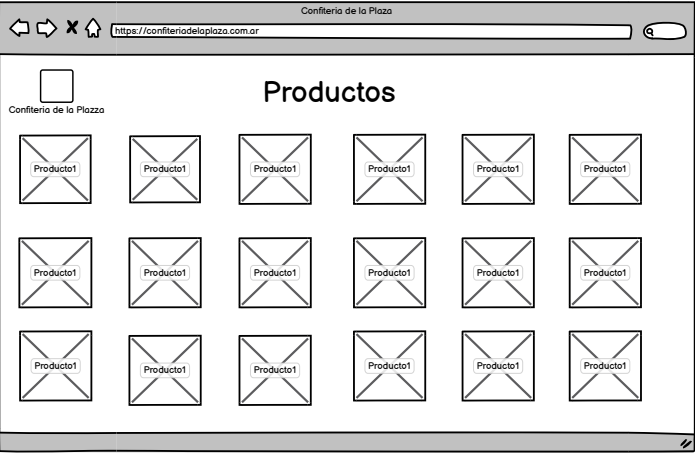 Confiteria de la Plaza
https://confiteriadelaplaza.com.ar
Confiteria de la Plazza
Productos
Producto1 Producto1 Producto1 Producto1 Producto1 Producto1
Producto1 Producto1 Producto1 Producto1 Producto1 Producto1
Producto1 Producto1 Producto1 Producto1 Producto1 Producto1